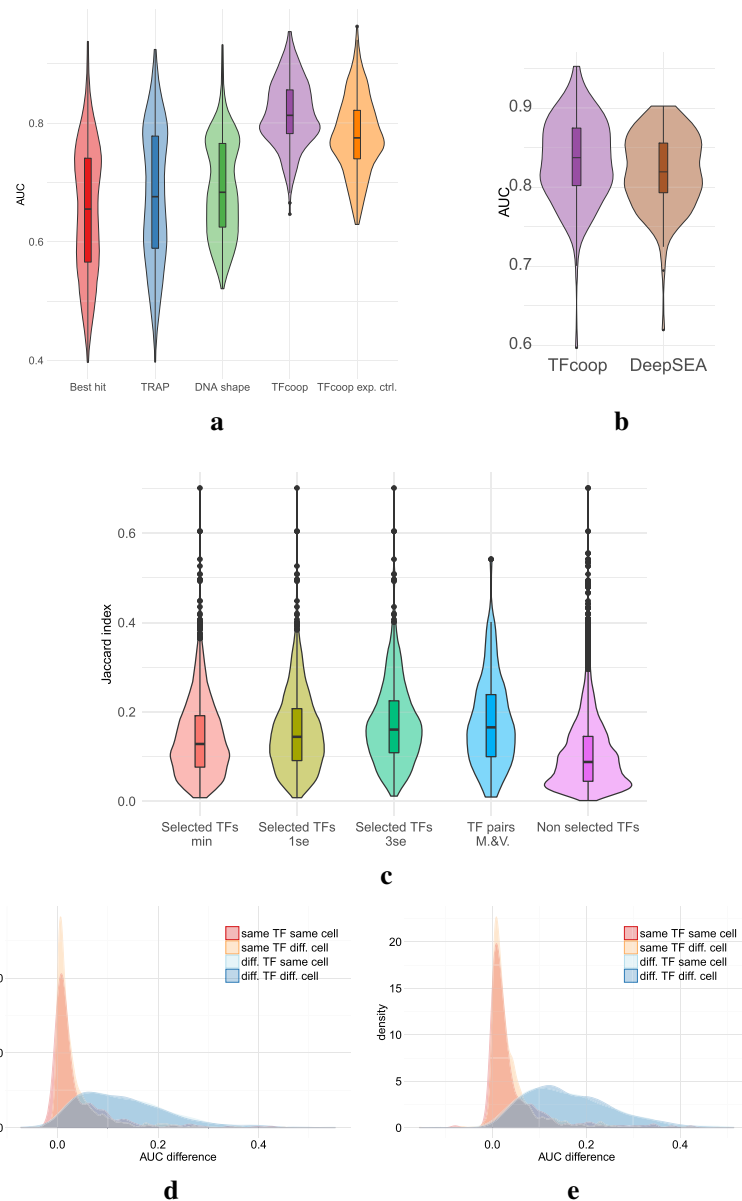 AUC
0.8
0.6
0.4
Best hit TRAP DNA shape TFcoop TFcoop exp. ctrl.
a
AUC
0.9
0.8
0.7
0.6
TFcoop DeepSEA
b
Jaccard index
0.6
0.4
0.2
0.0
Selected TFs Selected TFs Selected TFs TF pairs Non selected TFs
min 1se 3se M.&V.
c
same TF same cell
same TF diff. cell
diff. TF same cell
diff. TF diff. cell
0
0
0
0.0 0.2 0.4
AUC difference
d
same TF same cell
same TF diff. cell
diff. TF same cell
diff. TF diff. cell
density
20
15
10
5
0
0.0 0.2 0.4
AUC difference
e